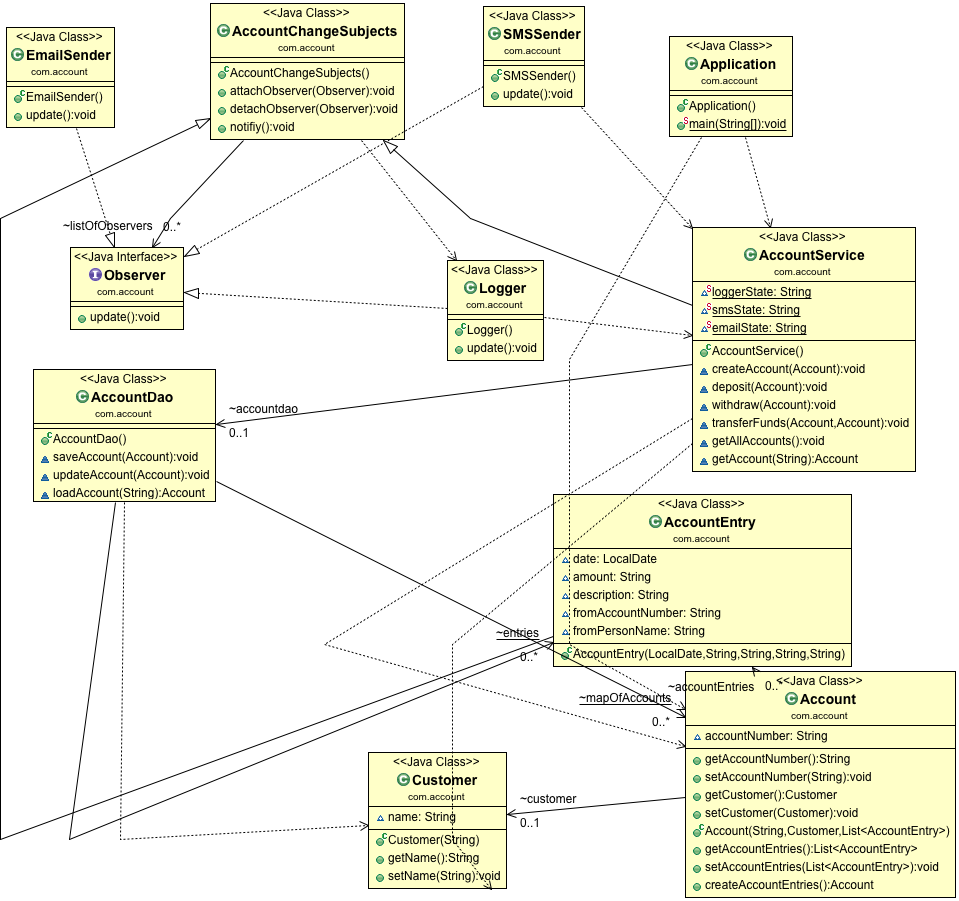 <<Java Class>>
EmailSender
com.account
EmailSender()
update():void
<<Java Class>>
AccountChangeSubjects
com.account
AccountChangeSubjects()
attachObserver(Observer):void
detachObserver(Observer):void
notifiy():void
<<Java Class>>
SMSSender
com.account
SMSSender()
update():void
<<Java Class>>
Application
com.account
Application()
main(String[]):void
~listOfObservers
0..*
<<Java Interface>>
Observer
com.account
update():void
<<Java Class>>
Logger
com.account
Logger()
update():void
<<Java Class>>
AccountService
com.account
loggerState: String
smsState: String
emailState: String
AccountService()
createAccount(Account):void
deposit(Account):void
withdraw(Account):void
transferFunds(Account,Account):void
getAllAccounts():void
getAccount(String):Account
<<Java Class>>
AccountDao
com.account
AccountDao()
saveAccount(Account):void
updateAccount(Account):void
loadAccount(String):Account
~accountdao
0..1
<<Java Class>>
AccountEntry
com.account
date: LocalDate
amount: String
description: String
fromAccountNumber: String
fromPersonName: String
AccountEntry(LocalDate,String,String,String,String)
~entries
0..*
~accountEntries
0..*
~mapOfAccounts
0..*
<<Java Class>>
Account
com.account
accountNumber: String
getAccountNumber():String
setAccountNumber(String):void
getCustomer():Customer
setCustomer(Customer):void
Account(String,Customer,List<AccountEntry>)
getAccountEntries():List<AccountEntry>
setAccountEntries(List<AccountEntry>):void
createAccountEntries():Account
~customer
0..1
<<Java Class>>
Customer
com.account
name: String
Customer(String)
getName():String
setName(String):void